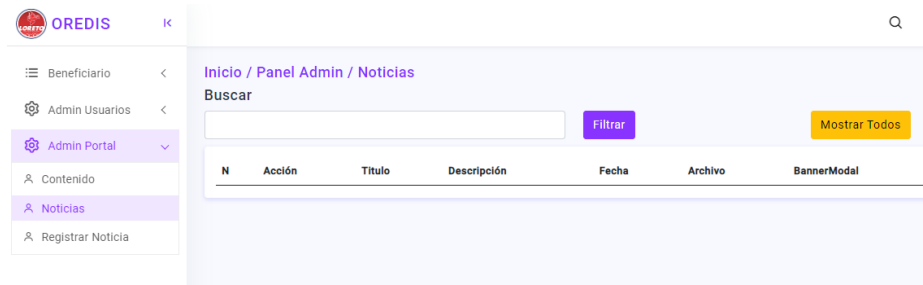 LORETO
OREDIS
Beneficiario
Admin Usuarios
Admin Portal
Contenido
Noticias
Registrar Noticia
Inicio / Panel Admin / Noticias
Buscar
Filtrar
Mostrar Todos
N Acción Titulo Descripción Fecha Archivo BannerModal